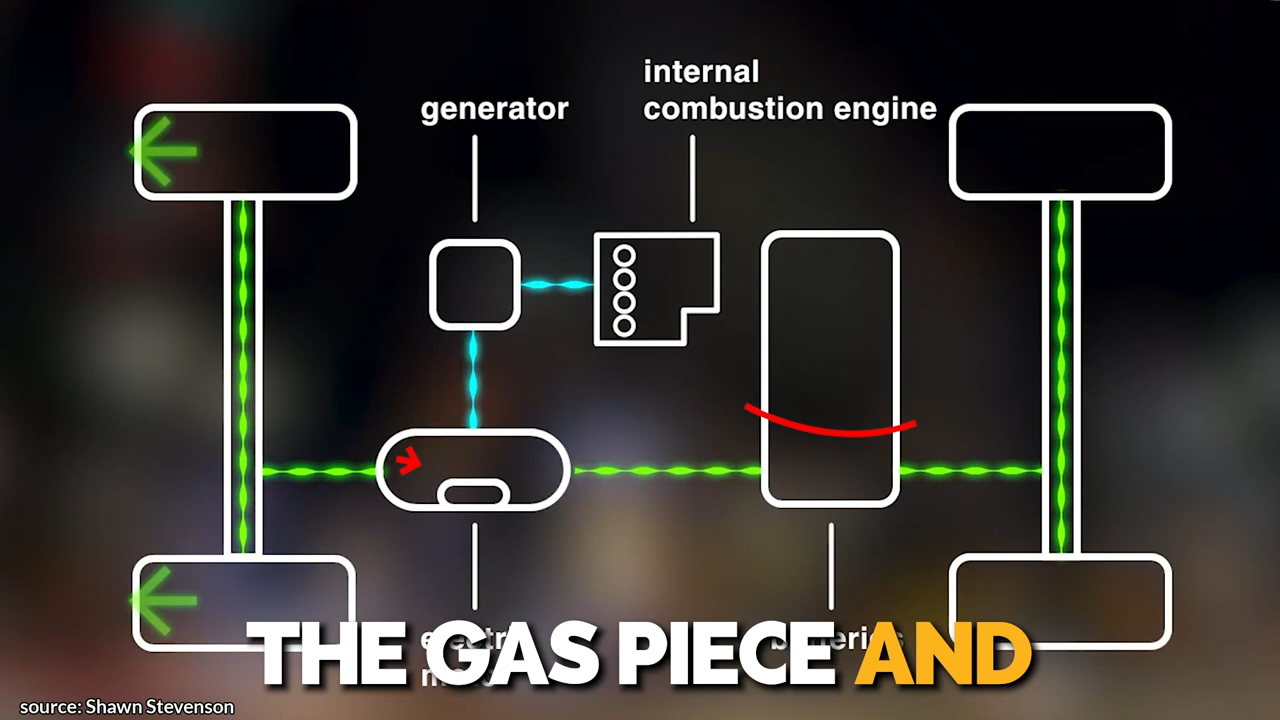 internal
generator
combustion engine
THE GAS PIECE AND
source: Shawn Stevenson